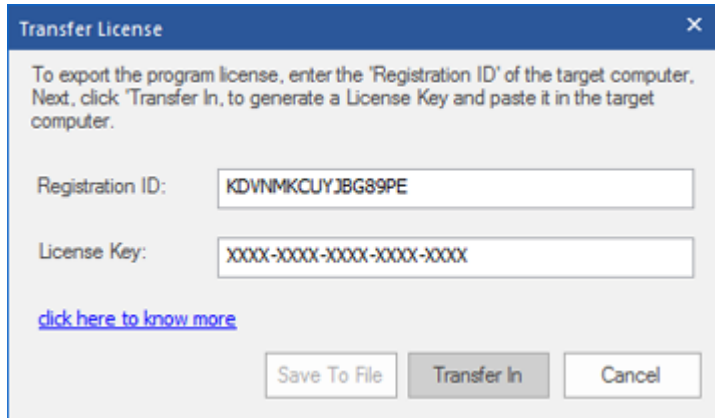 Transfer License
To export the program license, enter the 'Registration ID' of the target computer,
Next, click 'Transfer In, to generate a License Key and paste it in the target
computer.
Registration ID:
KDVNMKCUYJBG89PE
License Key:
XXXX-XXXX-XXXX-XXXX-XXXX
click here to know more
Save To File
Transfer In
Cancel